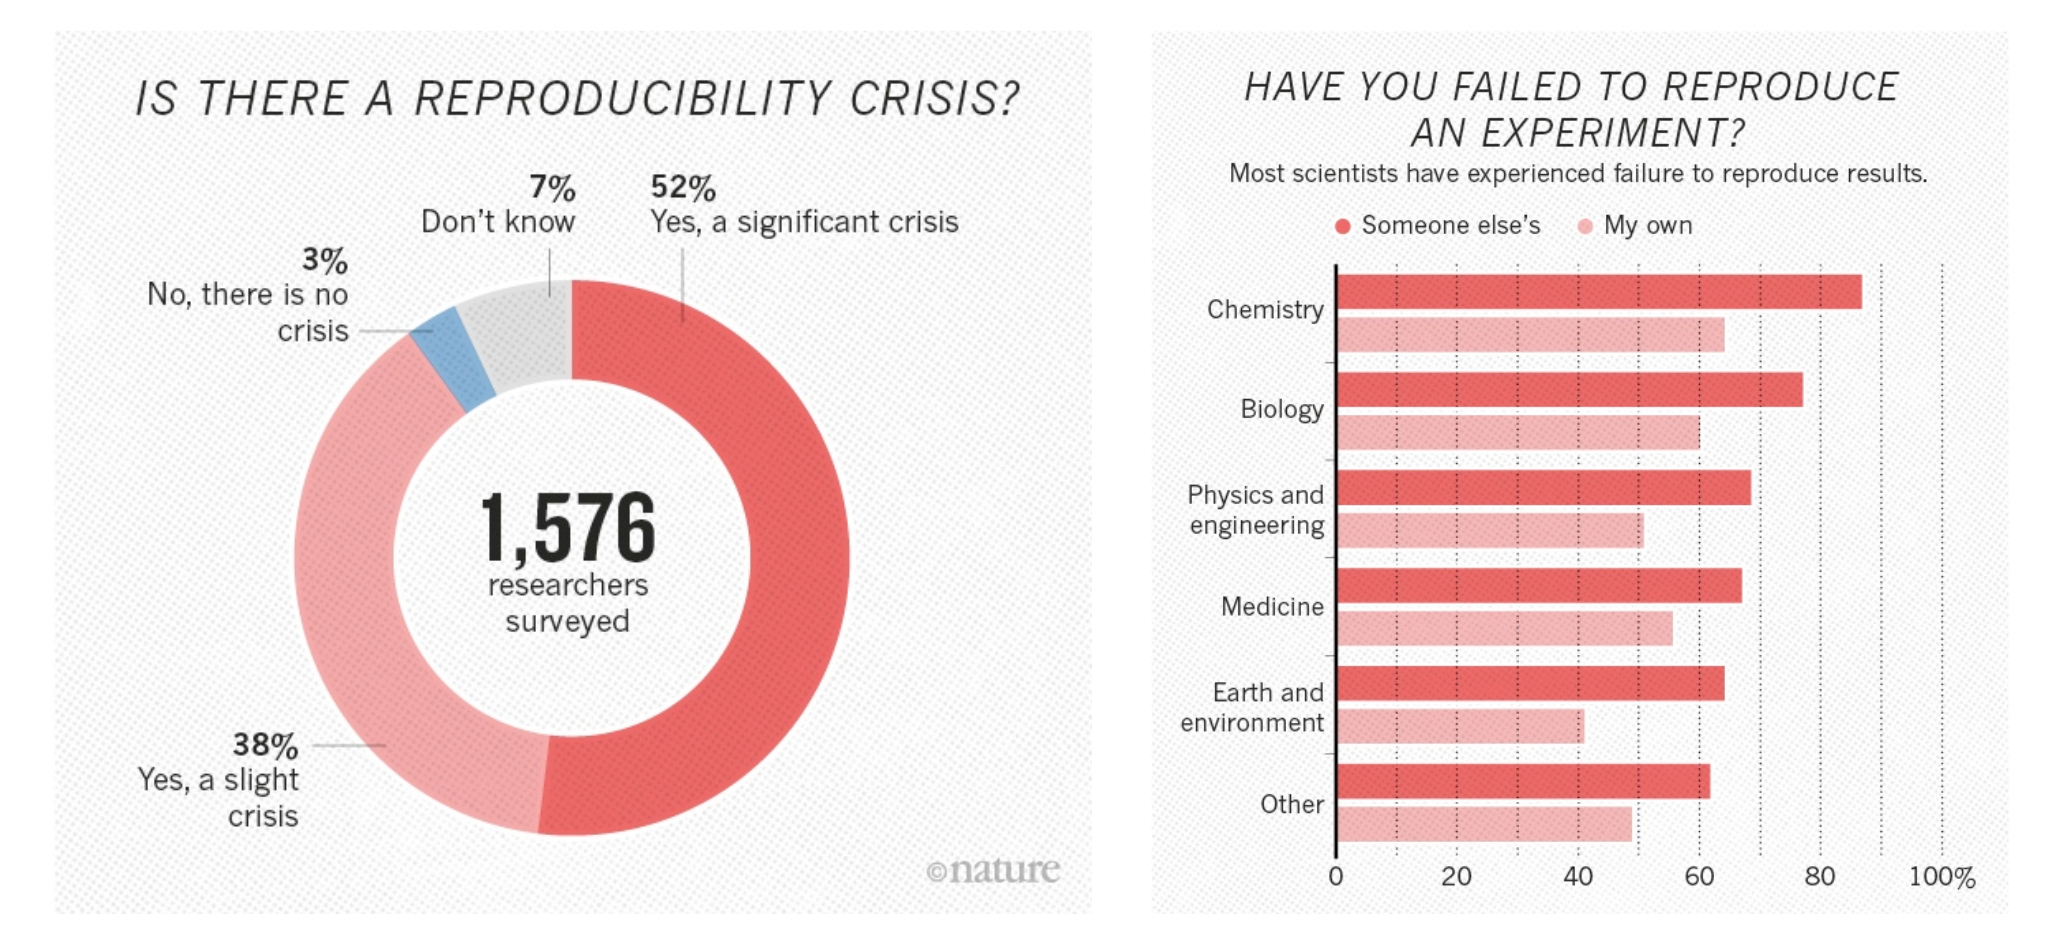 IS THERE A REPRODUCIBILITY CRISIS?
7%
Don't know
52%
Yes, a significant crisis
3%
No, there is no
crisis
1,576
researchers
surveyed
38%
Yes, a slight
crisis
©nature
HAVE YOU FAILED TO REPRODUCE
AN EXPERIMENT?
Most scientists have experienced failure to reproduce results.
Someone else's
My own
Chemistry
Biology
Physics and
engineering
Medicine
Earth and
environment
Other
0 20 40 60 80 100%